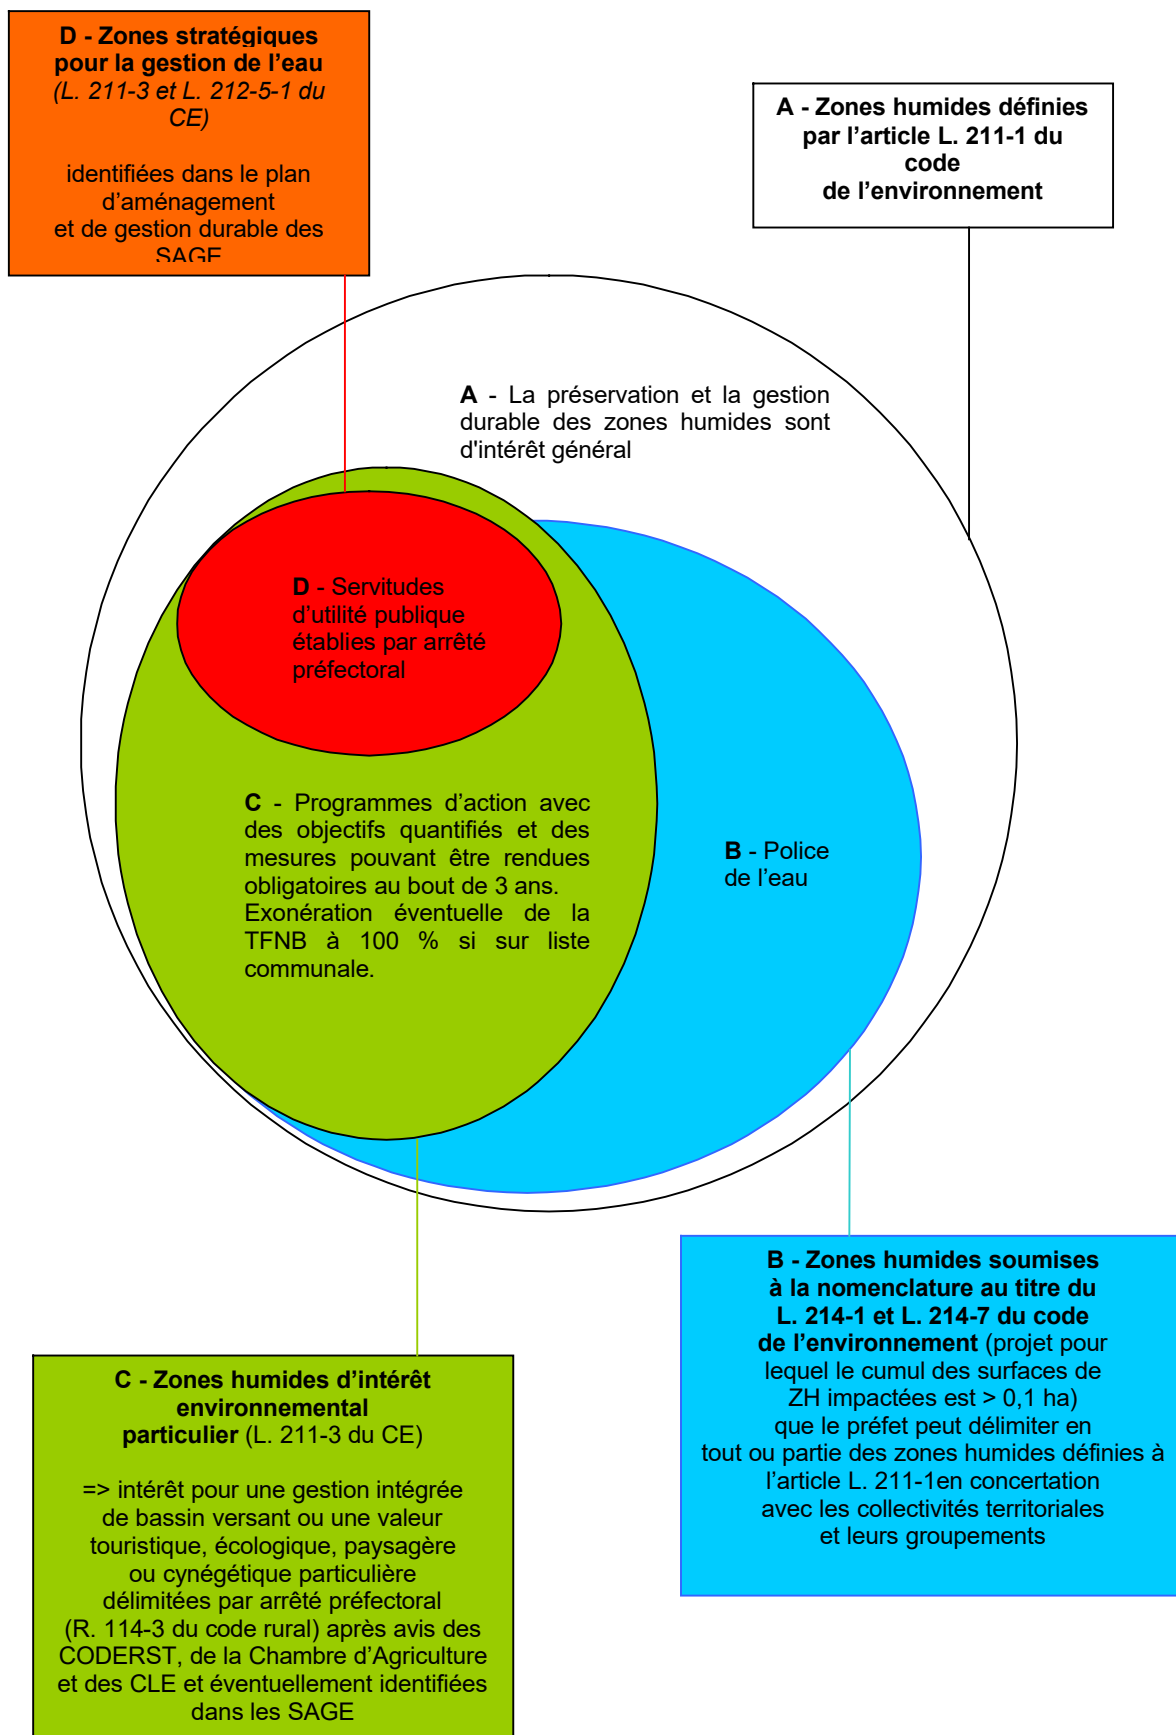 D - Zones stratégiques
pour la gestion de l’eau
(L. 211-3 et L. 212-5-1 du
CE)
identifiées dans le plan
d’aménagement
et de gestion durable des
SAGE
A - Zones humides définies
par l’article L. 211-1 du
code
de l’environnement
A - La préservation et la gestion
durable des zones humides sont
d'intérêt général
D - Servitudes
d’utilité publique
établies par arrêté
préfectoral
C - Programmes d’action avec
des objectifs quantifiés et des
mesures pouvant être rendues
obligatoires au bout de 3 ans.
Exonération éventuelle de la
TFNB à 100 % si sur liste
communale.
B - Police
de l’eau
B - Zones humides soumises
à la nomenclature au titre du
L. 214-1 et L. 214-7 du code
de l’environnement (projet pour
lequel le cumul des surfaces de
ZH impactées est > 0,1 ha)
que le préfet peut délimiter en
tout ou partie des zones humides définies à
l’article L. 211-1en concertation
avec les collectivités territoriales
et leurs groupements
C - Zones humides d’intérêt
environnemental
particulier (L. 211-3 du CE)
=> intérêt pour une gestion intégrée
de bassin versant ou une valeur
touristique, écologique, paysagère
ou cynégétique particulière
délimitées par arrêté préfectoral
(R. 114-3 du code rural) après avis des
CODERST, de la Chambre d’Agriculture
et des CLE et éventuellement identifiées
dans les SAGE